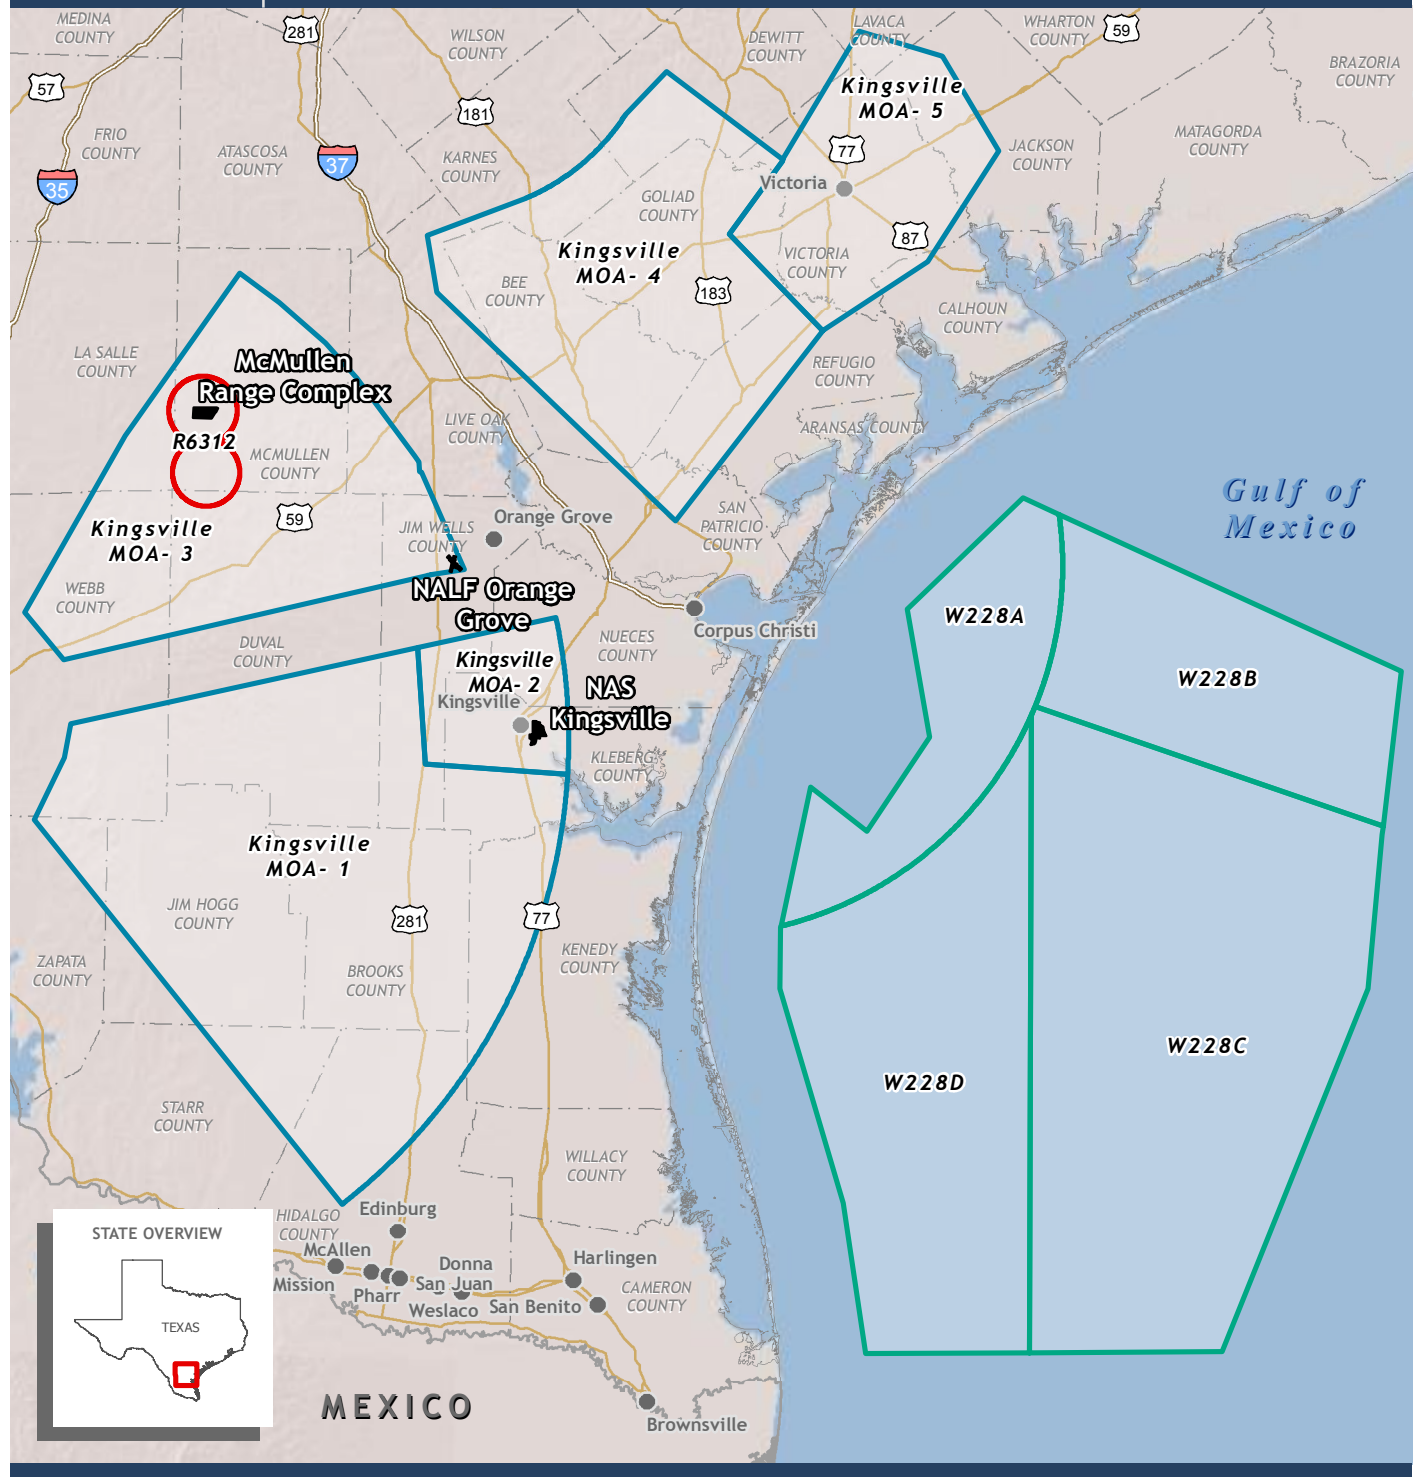 MEDINA
COUNTY
281
WILSON
COUNTY
DEWITT
COUNTY
LAVACA
COUNTY
WHARTON
COUNTY
59
BRAZORIA
COUNTY
57
181
Kingsville
MOA- 5
FRIO
COUNTY
ATASCOSA
COUNTY
37
KARNES
COUNTY
77
JACKSON
COUNTY
MATAGORDA
COUNTY
35
GOLIAD
COUNTY
Victoria
87
Kingsville
MOA- 4
VICTORIA
COUNTY
BEE
COUNTY
183
CALHOUN
COUNTY
LA SALLE
COUNTY
McMullen
Range Complex
REFUGIO
COUNTY
R6312
LIVE OAK
COUNTY
ARANSAS COUNTY
MCMULLEN
COUNTY
Gulf of
Mexico
Kingsville
MOA- 3
59
JIM WELLS
COUNTY
Orange Grove
SAN
PATRICIO
COUNTY
WEBB
COUNTY
NALF Orange
Grove
W228A
Corpus Christi
DUVAL
COUNTY
NUECES
COUNTY
Kingsville
MOA- 2
W228B
Kingsville
NAS
Kingsville
KLEBERG
COUNTY
Kingsville
MOA- 1
JIM HOGG
COUNTY
281
77
ZAPATA
COUNTY
BROOKS
COUNTY
KENEDY
COUNTY
W228C
W228D
STARR
COUNTY
WILLACY
COUNTY
HIDALGO
COUNTY
Edinburg
STATE OVERVIEW
TEXAS
McAllen
Mission
Pharr
Donna
San Juan
Weslaco
Harlingen
San Benito
CAMERON
COUNTY
MEXICO
Brownsville